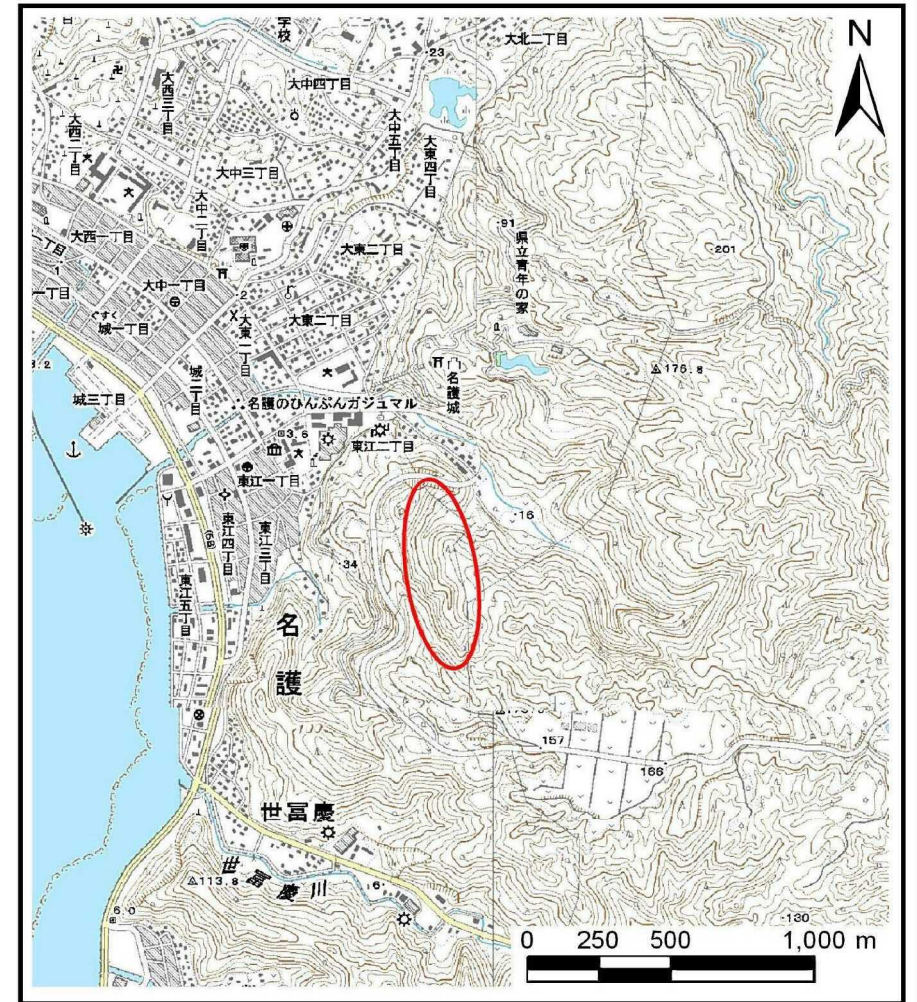 学校
大北二丁目
23
大西三丁目
大中四丁目
大西二丁目
大中五丁目
大東四丁目
大中三丁目
大中二丁目
91
県立青年の家
201
大西一丁目
大東二丁目
大中一丁目
2
ぐすく
城一丁目
大東一丁目
大東二丁目
175.8
名護城
城三丁目
城二丁目
名護のひんぷんガジュマル
3.5
東江二丁目
東江一丁目
16
東江四丁目
東江三丁目
58
34
東江五丁目
名護
157
166
世冨慶
世冨慶川
113.8
6
6.0
130
N
0 250 500 1,000 m